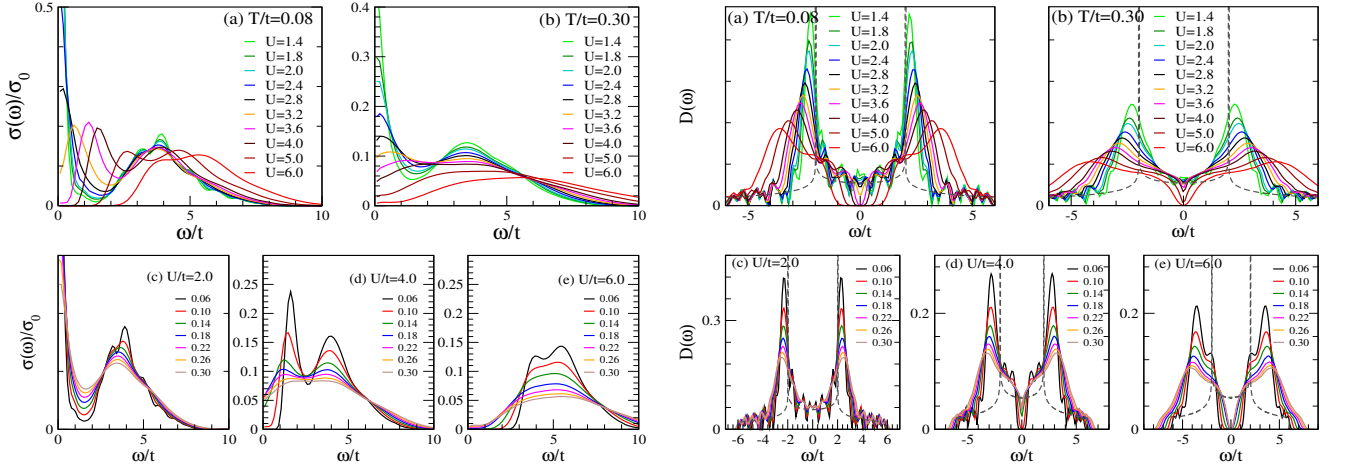 (a) T/t=0.08
0.5
σ(ω)/σ₀
U=1.4
U=1.8
U=2.0
U=2.4
U=2.8
U=3.2
U=3.6
U=4.0
U=5.0
U=6.0
0
0 5 10
ω/t
(b) T/t=0.30
0.4
0.3
0.2
0.1
0
U=1.4
U=1.8
U=2.0
U=2.4
U=2.8
U=3.2
U=3.6
U=4.0
U=5.0
U=6.0
0 5 10
ω/t
(a) T/t=0.08
D(ω)
U=1.4
U=1.8
U=2.0
U=2.4
U=2.8
U=3.2
U=3.6
U=4.0
U=5.0
U=6.0
0
-5 0 5
ω/t
(b) T/t=0.30
U=1.4
U=1.8
U=2.0
U=2.4
U=2.8
U=3.2
U=3.6
U=4.0
U=5.0
U=6.0
0
-5 0 5
ω/t
(c) U/t=2.0
σ(ω)/σ₀
0.06
0.10
0.14
0.18
0.22
0.26
0.30
0
0 5 10
ω/t
(d) U/t=4.0
0.25
0.2
0.15
0.1
0.05
0
0.06
0.10
0.14
0.18
0.22
0.26
0.30
0 5 10
ω/t
(e) U/t=6.0
0.25
0.2
0.15
0.1
0.05
0
0.06
0.10
0.14
0.18
0.22
0.26
0.30
0 5 10
ω/t
(c) U/t=2.0
D(ω)
0.3
0
0.06
0.10
0.14
0.18
0.22
0.26
0.30
-6 -4 -2 0 2 4 6
ω/t
(d) U/t=4.0
0.2
0
0.06
0.10
0.14
0.18
0.22
0.26
0.30
-5 0 5
ω/t
(e) U/t=6.0
0.2
0
0.06
0.10
0.14
0.18
0.22
0.26
0.30
-5 0 5
ω/t